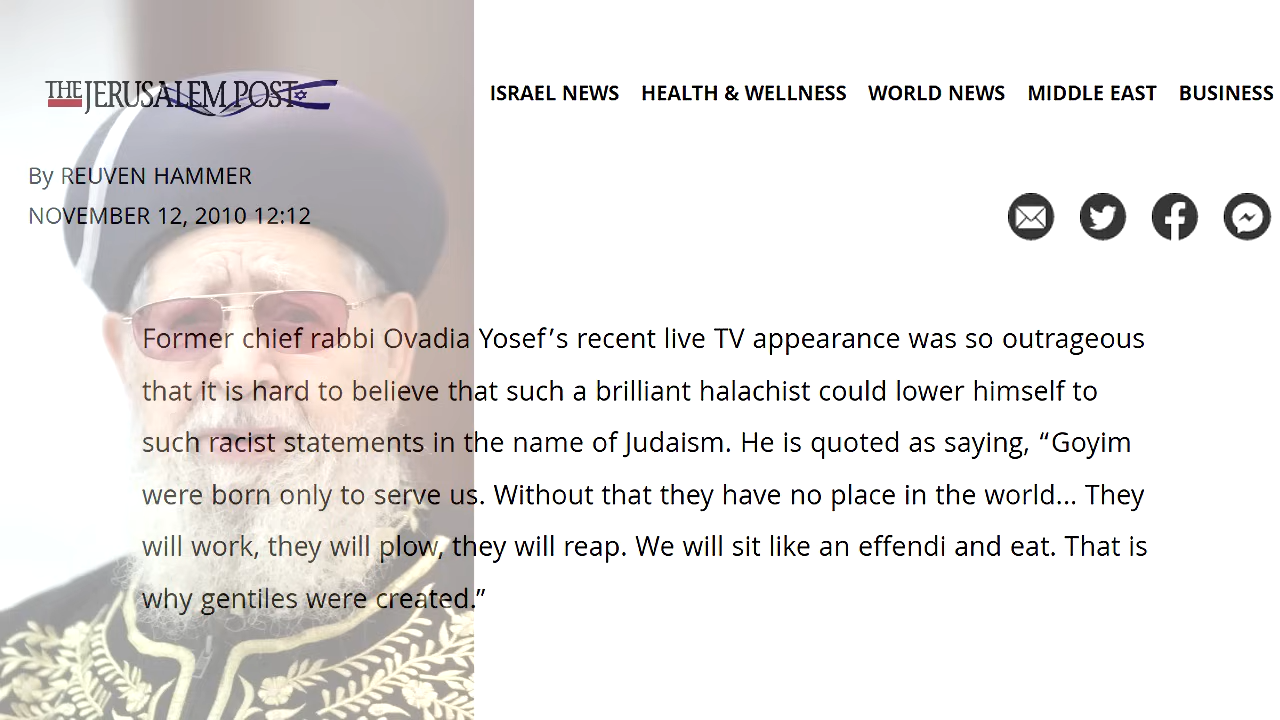 THE JERUSALEM POST
ISRAEL NEWS HEALTH & WELLNESS WORLD NEWS MIDDLE EAST BUSINESS
By REUVEN HAMMER
NOVEMBER 12, 2010 12:12
Former chief rabbi Ovadia Yosef’s recent live TV appearance was so outrageous
that it is hard to believe that such a brilliant halachist could lower himself to
such racist statements in the name of Judaism. He is quoted as saying, “Goyim
were born only to serve us. Without that they have no place in the world... They
will work, they will plow, they will reap. We will sit like an effendi and eat. That is
why gentiles were created.”